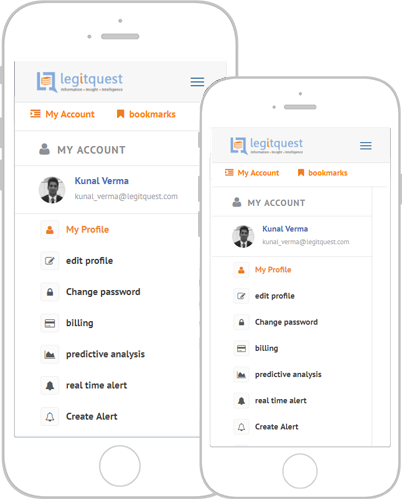 legitquest
Information - Insight - Intelligence
My Account bookmarks
MY ACCOUNT
Kunal Verma
kunal_verma@legitquest.com
My Profile
edit profile
Change password
billing
predictive analysis
real time alert
Create Alert
legitquest
Information - Insight - Intelligence
My Account bookmarks
MY ACCOUNT
Kunal Verma
kunal_verma@legitquest.com
My Profile
edit profile
Change password
billing
predictive analysis
real time alert
Create Alert